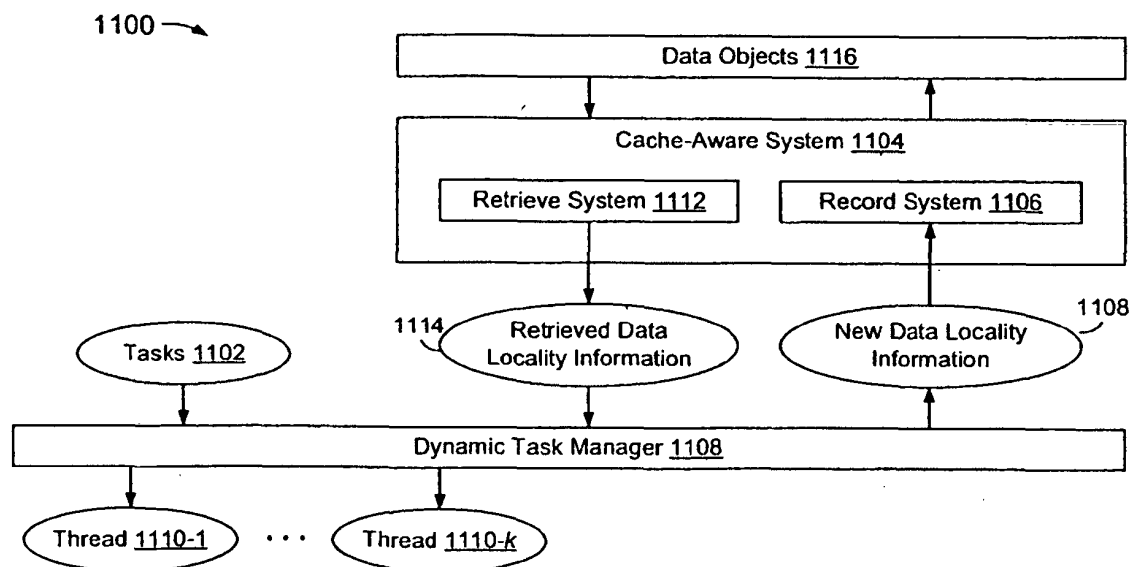 1100
Data Objects 1116
Cache-Aware System 1104
Retrieve System 1112
Record System 1106
1114
Retrieved Data
Locality Information
New Data Locality
Information
1108
Tasks 1102
Dynamic Task Manager 1108
Thread 1110-1
• • •
Thread 1110-k